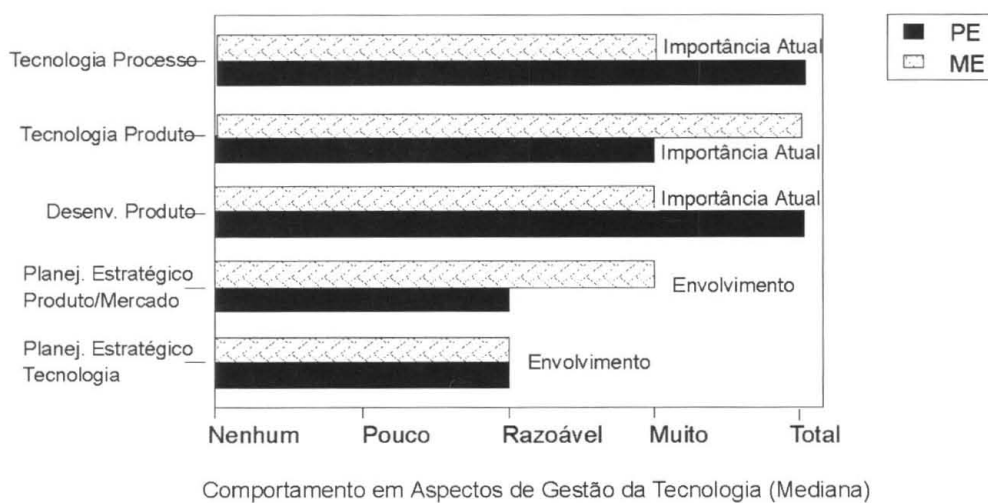 PE
ME
Tecnologia Processo
Importância Atual
Tecnologia Produto
Importância Atual
Desenv. Produto
Importância Atual
Planej. Estratégico
Produto/Mercado
Envolvimento
Planej. Estratégico
Tecnologia
Envolvimento
Nenhum Pouco Razoável Muito Total
Comportamento em Aspectos de Gestão da Tecnologia (Mediana)